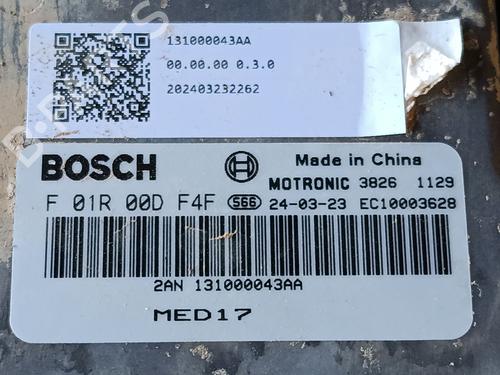 131000043AA
00.00.00 0.3.0
202403232262
BOSCH
Made in China
MOTRONIC 3826 1129
F 01R 00D F4F 566 24-03-23 EC10003628
2AN 131000043AA
MED17